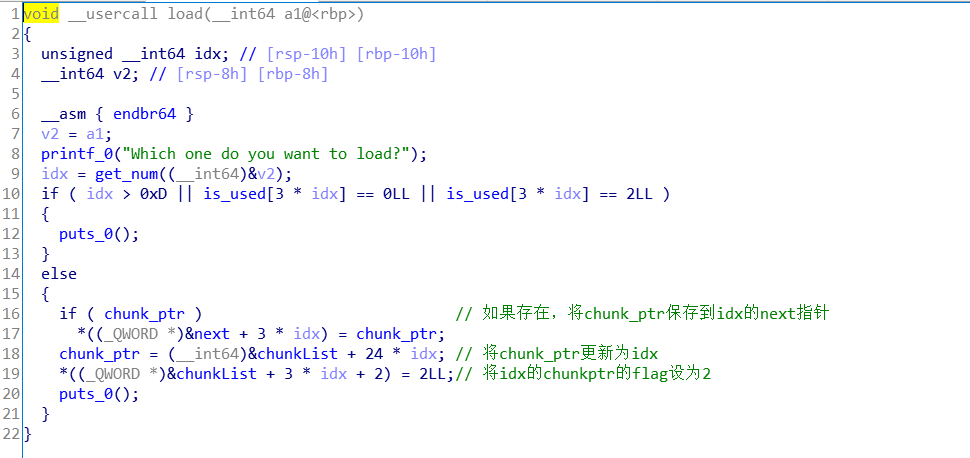 1 void __usercall load(__int64 a1@<rbp>)
2 {
3   unsigned __int64 idx; // [rsp-10h] [rbp-10h]
4   __int64 v2; // [rsp-8h] [rbp-8h]
5
6   __asm { endbr64 }
7   v2 = a1;
8   printf_0("Which one do you want to load?");
9   idx = get_num((__int64)&v2);
10   if ( idx > 0xD || is_used[3 * idx] == 0LL || is_used[3 * idx] == 2LL )
11   {
12     puts_0();
13   }
14   else
15   {
16     if ( chunk_ptr )                            // 如果存在，将chunk_ptr保存到idx的next指针
17       *((_QWORD *)&next + 3 * idx) = chunk_ptr;
18     chunk_ptr = (__int64)&chunkList + 24 * idx; // 将chunk_ptr更新为idx
19     *((_QWORD *)&chunkList + 3 * idx + 2) = 2LL;// 将idx的chunkptr的flag设为2
20     puts_0();
21   }
22 }